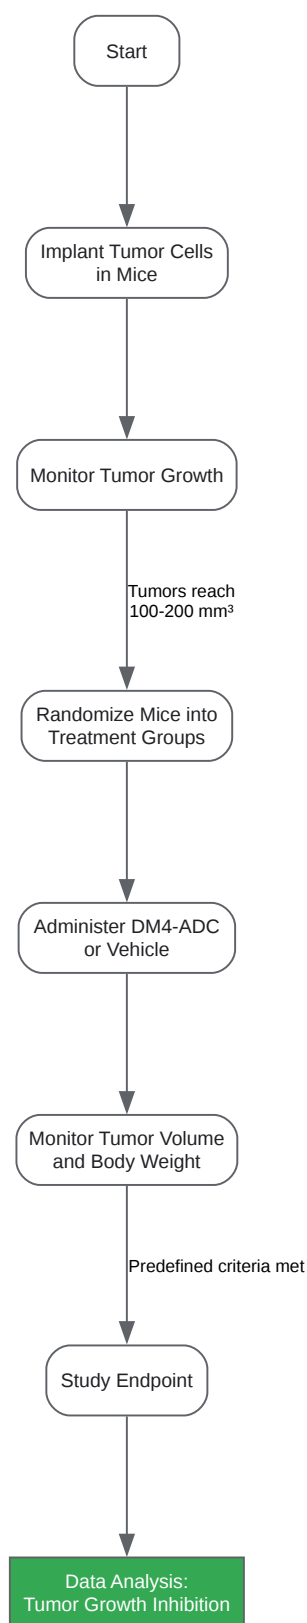 Start
Implant Tumor Cells
in Mice
Monitor Tumor Growth
Tumors reach
100-200 mm³
Randomize Mice into
Treatment Groups
Administer DM4-ADC
or Vehicle
Monitor Tumor Volume
and Body Weight
Predefined criteria met
Study Endpoint
Data Analysis:
Tumor Growth Inhibition